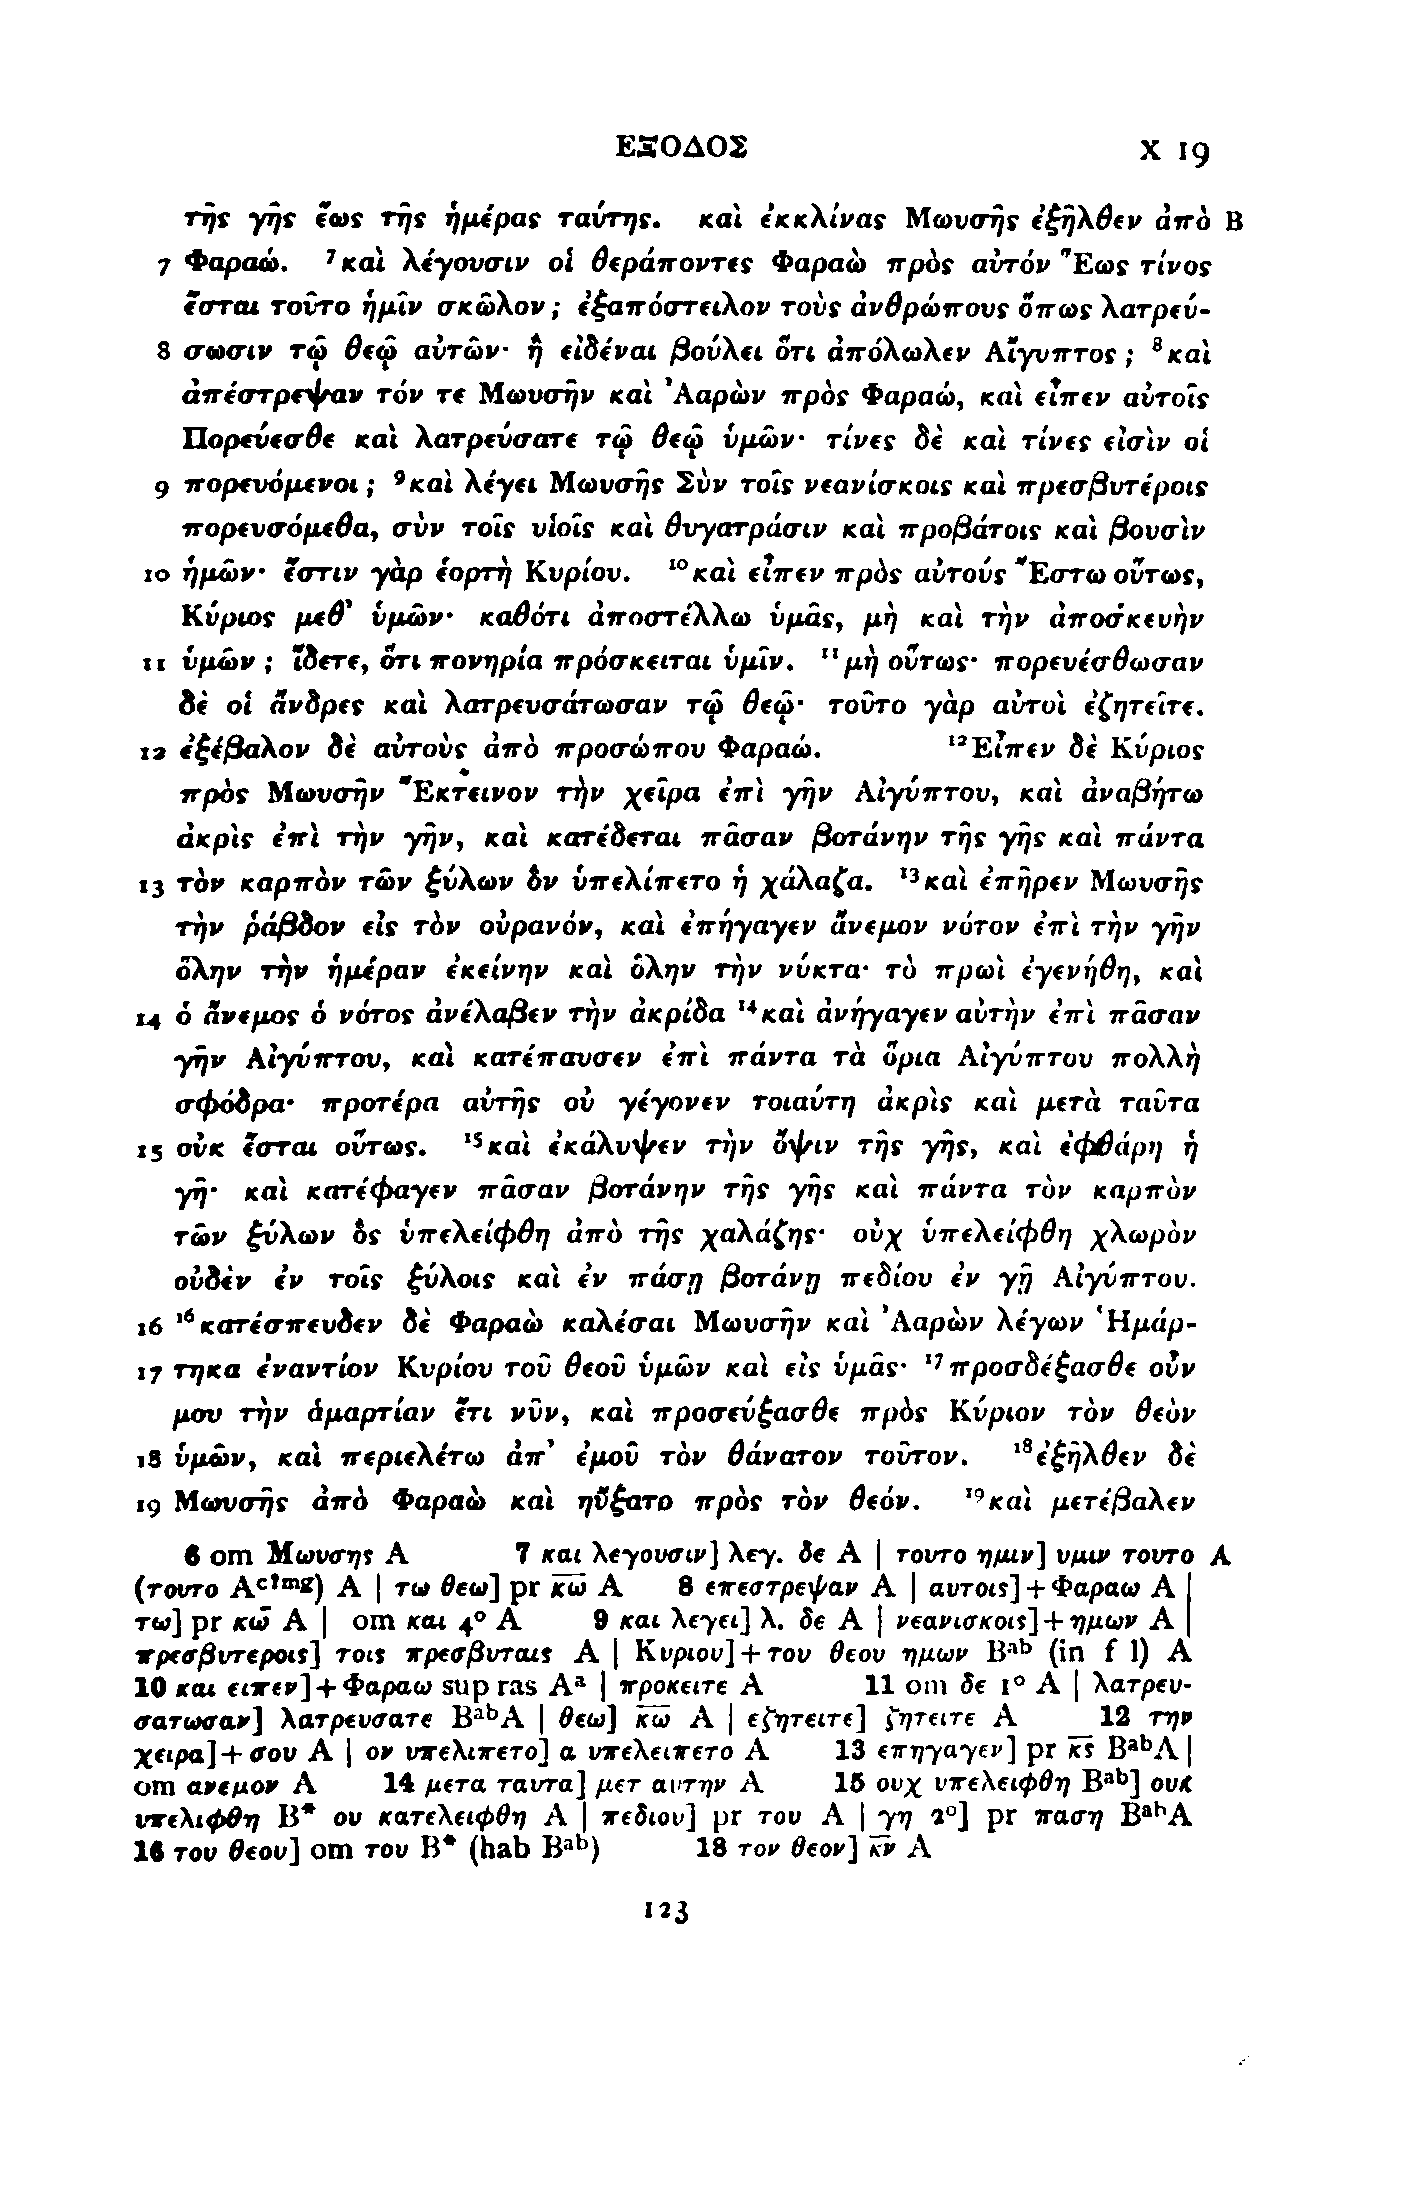 ΕΞΟΔΟΣ X 19
τῆς γῆς ἕως τῆς ἡμέρας ταύτης. καὶ ἐκκλίνας Μωυσῆς ἐξῆλθεν ἀπὸ B
7 Φαραώ. ⁷καὶ λέγουσιν οἱ θεράποντες Φαραὼ πρὸς αὐτόν Ἕως τίνος
ἔσται τοῦτο ἡμῖν σκῶλον; ἐξαπόστειλον τοὺς ἀνθρώπους ὅπως λατρεύ-
8 σωσιν τῷ θεῷ αὐτῶν· ἢ εἰδέναι βούλει ὅτι ἀπόλωλεν Αἴγυπτος; ⁸καὶ
ἀπέστρεψαν τόν τε Μωυσῆν καὶ Ἀαρὼν πρὸς Φαραώ, καὶ εἶπεν αὐτοῖς
Πορεύεσθε καὶ λατρεύσατε τῷ θεῷ ὑμῶν· τίνες δὲ καὶ τίνες εἰσὶν οἱ
9 πορευόμενοι; ⁹καὶ λέγει Μωυσῆς Σὺν τοῖς νεανίσκοις καὶ πρεσβυτέροις
πορευσόμεθα, σὺν τοῖς υἱοῖς καὶ θυγατράσιν καὶ προβάτοις καὶ βουσὶν
10 ἡμῶν· ἔστιν γὰρ ἑορτὴ Κυρίου. ¹⁰καὶ εἶπεν πρὸς αὐτούς Ἔστω οὕτως,
Κύριος μεθ’ ὑμῶν· καθότι ἀποστέλλω ὑμᾶς, μὴ καὶ τὴν ἀποσκευὴν
11 ὑμῶν; ἴδετε, ὅτι πονηρία πρόσκειται ὑμῖν. ¹¹μὴ οὕτως· πορευέσθωσαν
δὲ οἱ ἄνδρες καὶ λατρευσάτωσαν τῷ θεῷ· τοῦτο γὰρ αὐτοὶ ἐζητεῖτε.
12 ἐξέβαλον δὲ αὐτοὺς ἀπὸ προσώπου Φαραώ. ¹²Εἶπεν δὲ Κύριος
πρὸς Μωυσῆν Ἔκτεινον τὴν χεῖρα ἐπὶ γῆν Αἰγύπτου, καὶ ἀναβήτω
ἀκρὶς ἐπὶ τὴν γῆν, καὶ κατέδεται πᾶσαν βοτάνην τῆς γῆς καὶ πάντα
13 τὸν καρπὸν τῶν ξύλων ὃν ὑπελίπετο ἡ χάλαζα. ¹³καὶ ἐπῆρεν Μωυσῆς
τὴν ῥάβδον εἰς τὸν οὐρανόν, καὶ ἐπήγαγεν ἄνεμον νότον ἐπὶ τὴν γῆν
ὅλην τὴν ἡμέραν ἐκείνην καὶ ὅλην τὴν νύκτα· τὸ πρωὶ ἐγενήθη, καὶ
14 ὁ ἄνεμος ὁ νότος ἀνέλαβεν τὴν ἀκρίδα ¹⁴καὶ ἀνήγαγεν αὐτὴν ἐπὶ πᾶσαν
γῆν Αἰγύπτου, καὶ κατέπαυσεν ἐπὶ πάντα τὰ ὅρια Αἰγύπτου πολλὴ
σφόδρα· προτέρα αὐτῆς οὐ γέγονεν τοιαύτη ἀκρὶς καὶ μετὰ ταῦτα
15 οὐκ ἔσται οὕτως. ¹⁵καὶ ἐκάλυψεν τὴν ὄψιν τῆς γῆς, καὶ ἐφθάρη ἡ
γῆ· καὶ κατέφαγεν πᾶσαν βοτάνην τῆς γῆς καὶ πάντα τὸν καρπὸν
τῶν ξύλων ὃς ὑπελείφθη ἀπὸ τῆς χαλάζης· οὐχ ὑπελείφθη χλωρὸν
οὐδὲν ἐν τοῖς ξύλοις καὶ ἐν πάσῃ βοτάνῃ πεδίου ἐν γῇ Αἰγύπτου.
16 ¹⁶κατέσπευδεν δὲ Φαραὼ καλέσαι Μωυσῆν καὶ Ἀαρὼν λέγων Ἡμάρ-
17 τηκα ἐναντίον Κυρίου τοῦ θεοῦ ὑμῶν καὶ εἰς ὑμᾶς· ¹⁷προσδέξασθε οὖν
μου τὴν ἁμαρτίαν ἔτι νῦν, καὶ προσεύξασθε πρὸς Κύριον τὸν θεὸν
18 ὑμῶν, καὶ περιελέτω ἀπ’ ἐμοῦ τὸν θάνατον τοῦτον. ¹⁸ἐξῆλθεν δὲ
19 Μωυσῆς ἀπὸ Φαραὼ καὶ ηὔξατο πρὸς τὸν θεόν. ¹⁹καὶ μετέβαλεν
6 om Μωυσης A 7 και λεγουσιν] λεγ. δε A | τουτο ημιν] υμιν τουτο A
(τουτο Aᶜᵗᵐᵍ) A | τω θεω] pr κ̅ω̅ A 8 επεστρεψαν A | αυτοις]+Φαραω A |
τω] pr κ̅ω̅ A | om και 4° A 9 και λεγει] λ. δε A | νεανισκοις]+ημων A |
πρεσβυτεροις] τοις πρεσβυταις A | Κυριου]+του θεου ημων Bᵃᵇ (in f l) A
10 και ειπεν]+Φαραω sup ras Aᵃ | προκειτε A 11 om δε 1° A | λατρευ-
σατωσαν] λατρευσατε BᵃᵇA | θεω] κ̅ω̅ A | εζητειτε] ζητειτε A 12 την
χειρα]+σου A | ον υπελιπετο] α υπελειπετο A 13 επηγαγεν] pr κ̅ς̅ BᵃᵇA |
om ανεμον A 14 μετα ταυτα] μετ αυτην A 15 ουχ υπελειφθη Bᵃᵇ] ουκ
υπελιφθη B* ου κατελειφθη A | πεδιου] pr του A | γη 2°] pr παση BᵃᵇA
16 του θεου] om του B* (hab Bᵃᵇ) 18 τον θεον] κ̅ν̅ A
123